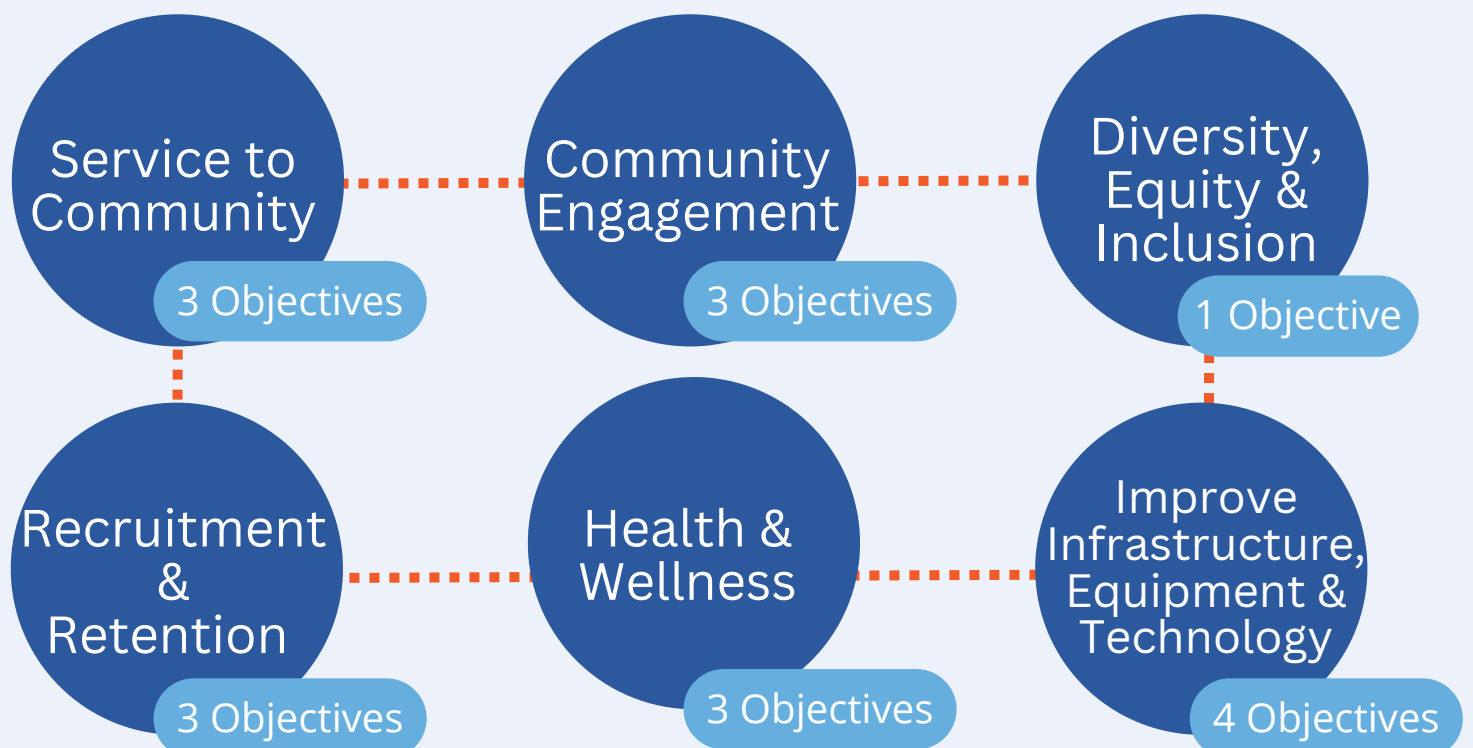 Service to
Community
3 Objectives
Community
Engagement
3 Objectives
Diversity,
Equity &
Inclusion
1 Objective
Recruitment
&
Retention
3 Objectives
Health &
Wellness
3 Objectives
Improve
Infrastructure,
Equipment &
Technology
4 Objectives